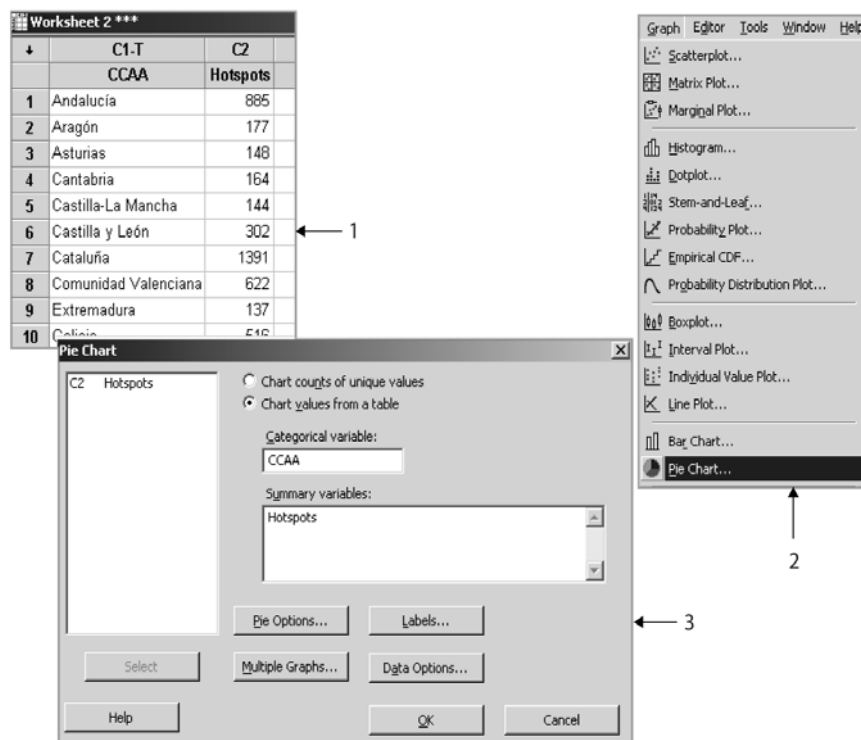 Worksheet 2 ***
C1-T C2
CCAA Hotspots
1 Andalucía 885
2 Aragón 177
3 Asturias 148
4 Cantabria 164
5 Castilla-La Mancha 144
6 Castilla y León 302
7 Cataluña 1391
8 Comunidad Valenciana 622
9 Extremadura 137
10 Galicia 516
1
Pie Chart
C2 Hotspots
Chart counts of unique values
Chart values from a table
Categorical variable:
CCAA
Summary variables:
Hotspots
Pie Options... Labels...
Select Multiple Graphs... Data Options...
Help OK Cancel
3
Graph Editor Tools Window Help
Scatterplot...
Matrix Plot...
Marginal Plot...
Histogram...
Dotplot...
Stem-and-Leaf...
Probability Plot...
Empirical CDF...
Probability Distribution Plot...
Boxplot...
Interval Plot...
Individual Value Plot...
Line Plot...
Bar Chart...
Pie Chart...
2